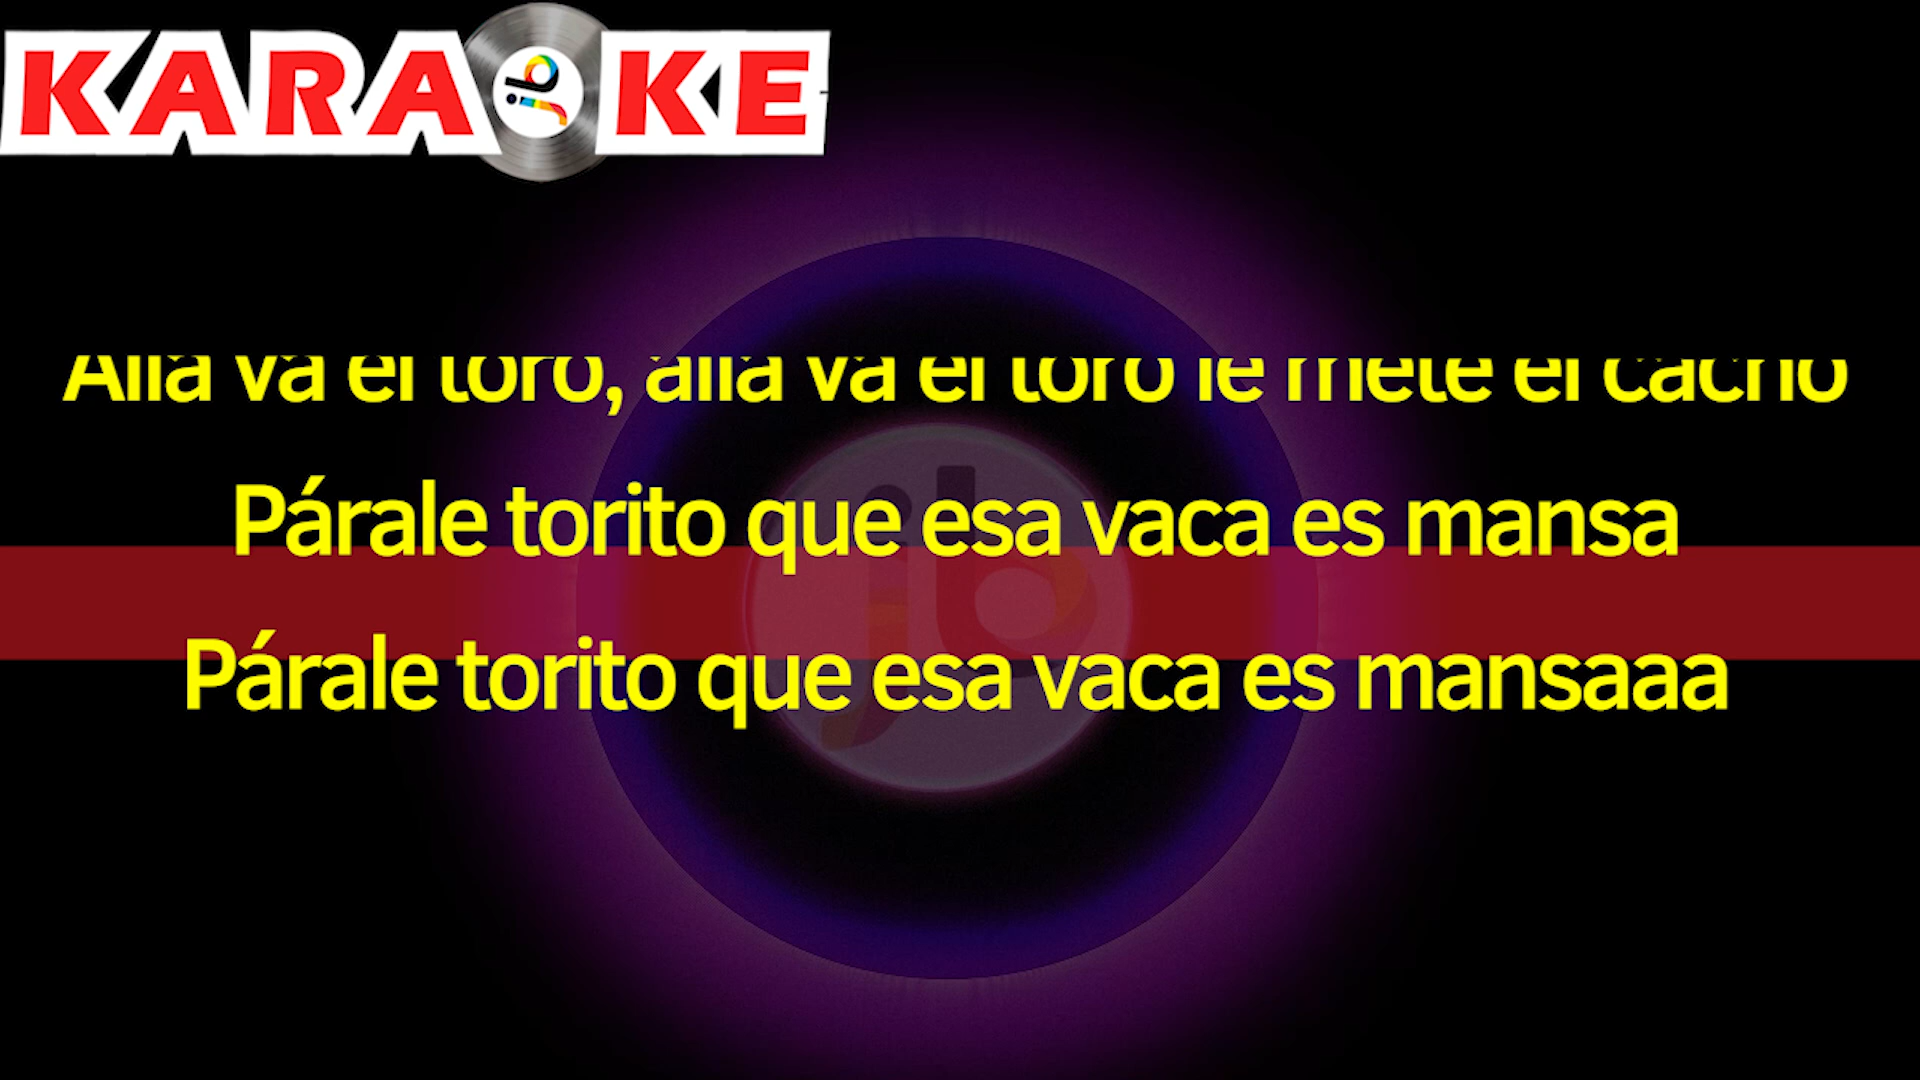 KARAOKE
Allá va el toro, allá va el toro le mete el cacho
Párale torito que esa vaca es mansa
jb
Párale torito que esa vaca es mansaaa